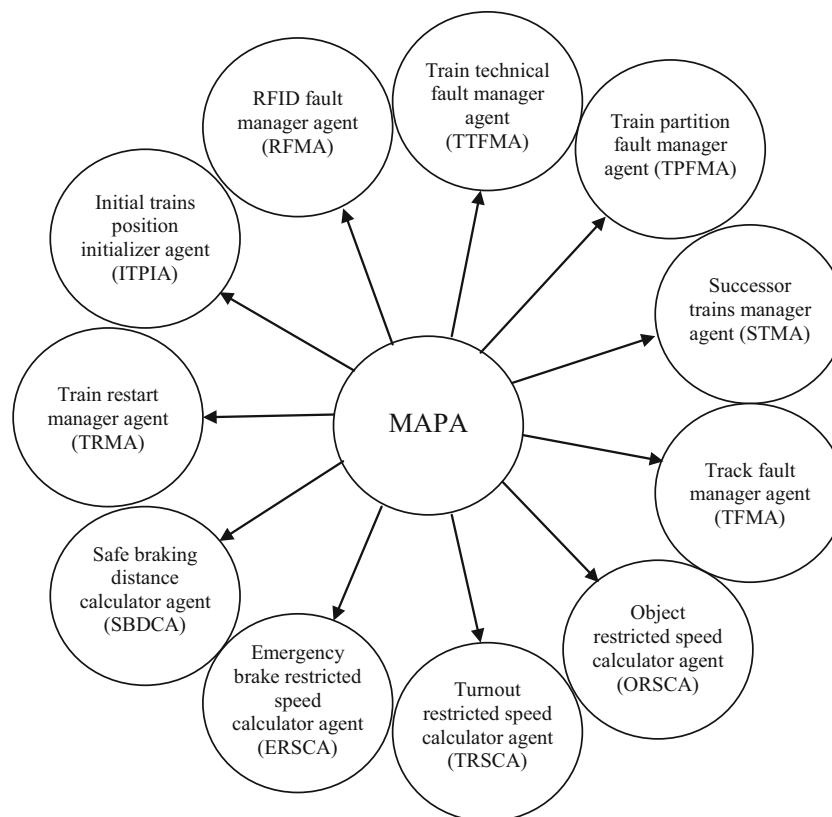 Train technical
fault manager
agent
(TTFMA)
RFID fault
manager agent
(RFMA)
Train partition
fault manager
agent (TPFMA)
Initial trains
position
initializer agent
(ITPIA)
Successor
trains manager
agent (STMA)
Train restart
manager agent
(TRMA)
MAPA
Track fault
manager agent
(TFMA)
Safe braking
distance
calculator agent
(SBDCA)
Object
restricted speed
calculator agent
(ORSCA)
Emergency
brake restricted
speed
calculator agent
(ERSCA)
Turnout
restricted speed
calculator agent
(TRSCA)